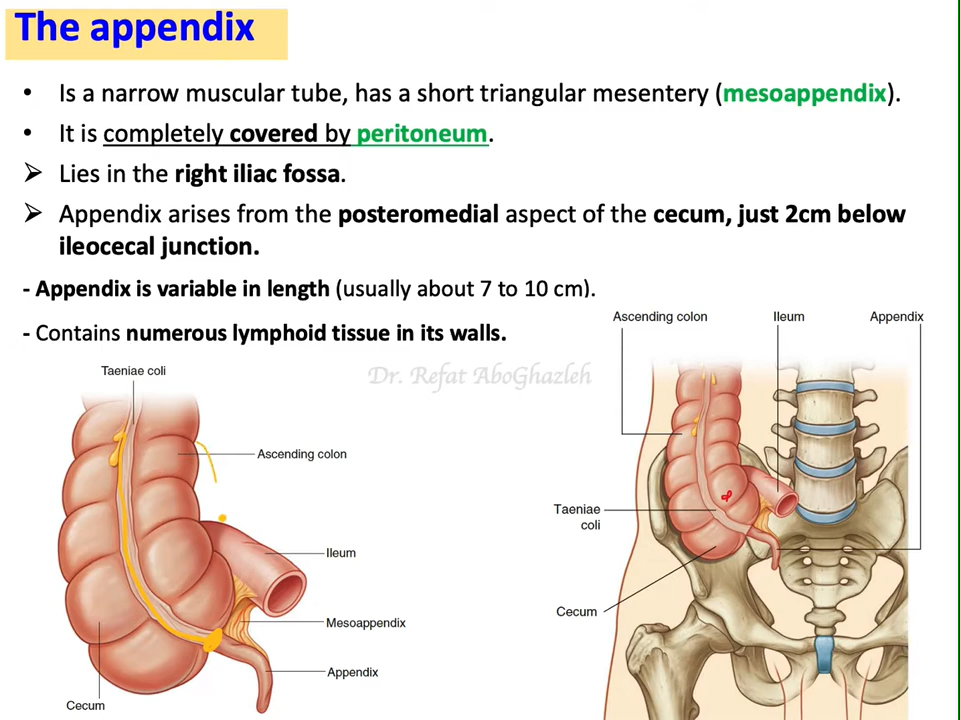 The appendix
• Is a narrow muscular tube, has a short triangular mesentery (mesoappendix).
• It is completely covered by peritoneum.
➢ Lies in the right iliac fossa.
➢ Appendix arises from the posteromedial aspect of the cecum, just 2cm below
ileocecal junction.
- Appendix is variable in length (usually about 7 to 10 cm).
- Contains numerous lymphoid tissue in its walls.
Dr. Refat AboGhazleh
Taeniae coli
Ascending colon
Ileum
Mesoappendix
Appendix
Cecum
Ascending colon
Ileum
Appendix
Taeniae
coli
Cecum